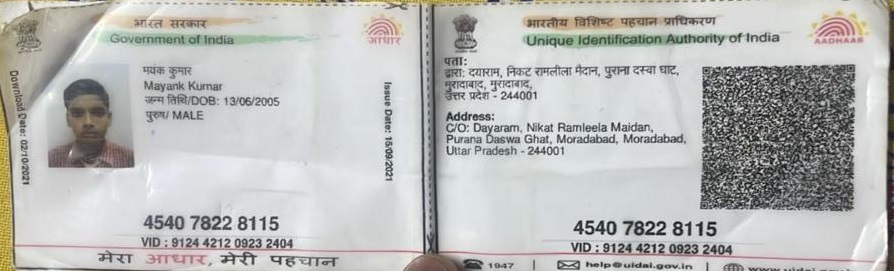 भारत सरकार
Government of India
आधार
Download Date: 02/10/2021
मयंक कुमार
Mayank Kumar
जन्म तिथि/DOB: 13/06/2005
पुरुष/ MALE
Issue Date: 15/09/2021
4540 7822 8115
VID : 9124 4212 0923 2404
मेरा आधार, मेरी पहचान
भारतीय विशिष्ट पहचान प्राधिकरण
Unique Identification Authority of India
AADHAAR
पता:
द्वारा: दयाराम, निकट रामलीला मैदान, पुराना दस्वा घाट,
मुरादाबाद, मुरादाबाद,
उत्तर प्रदेश - 244001
Address:
C/O: Dayaram, Nikat Ramleela Maidan,
Purana Daswa Ghat, Moradabad, Moradabad,
Uttar Pradesh - 244001
4540 7822 8115
VID : 9124 4212 0923 2404
1947
help@uidai.gov.in